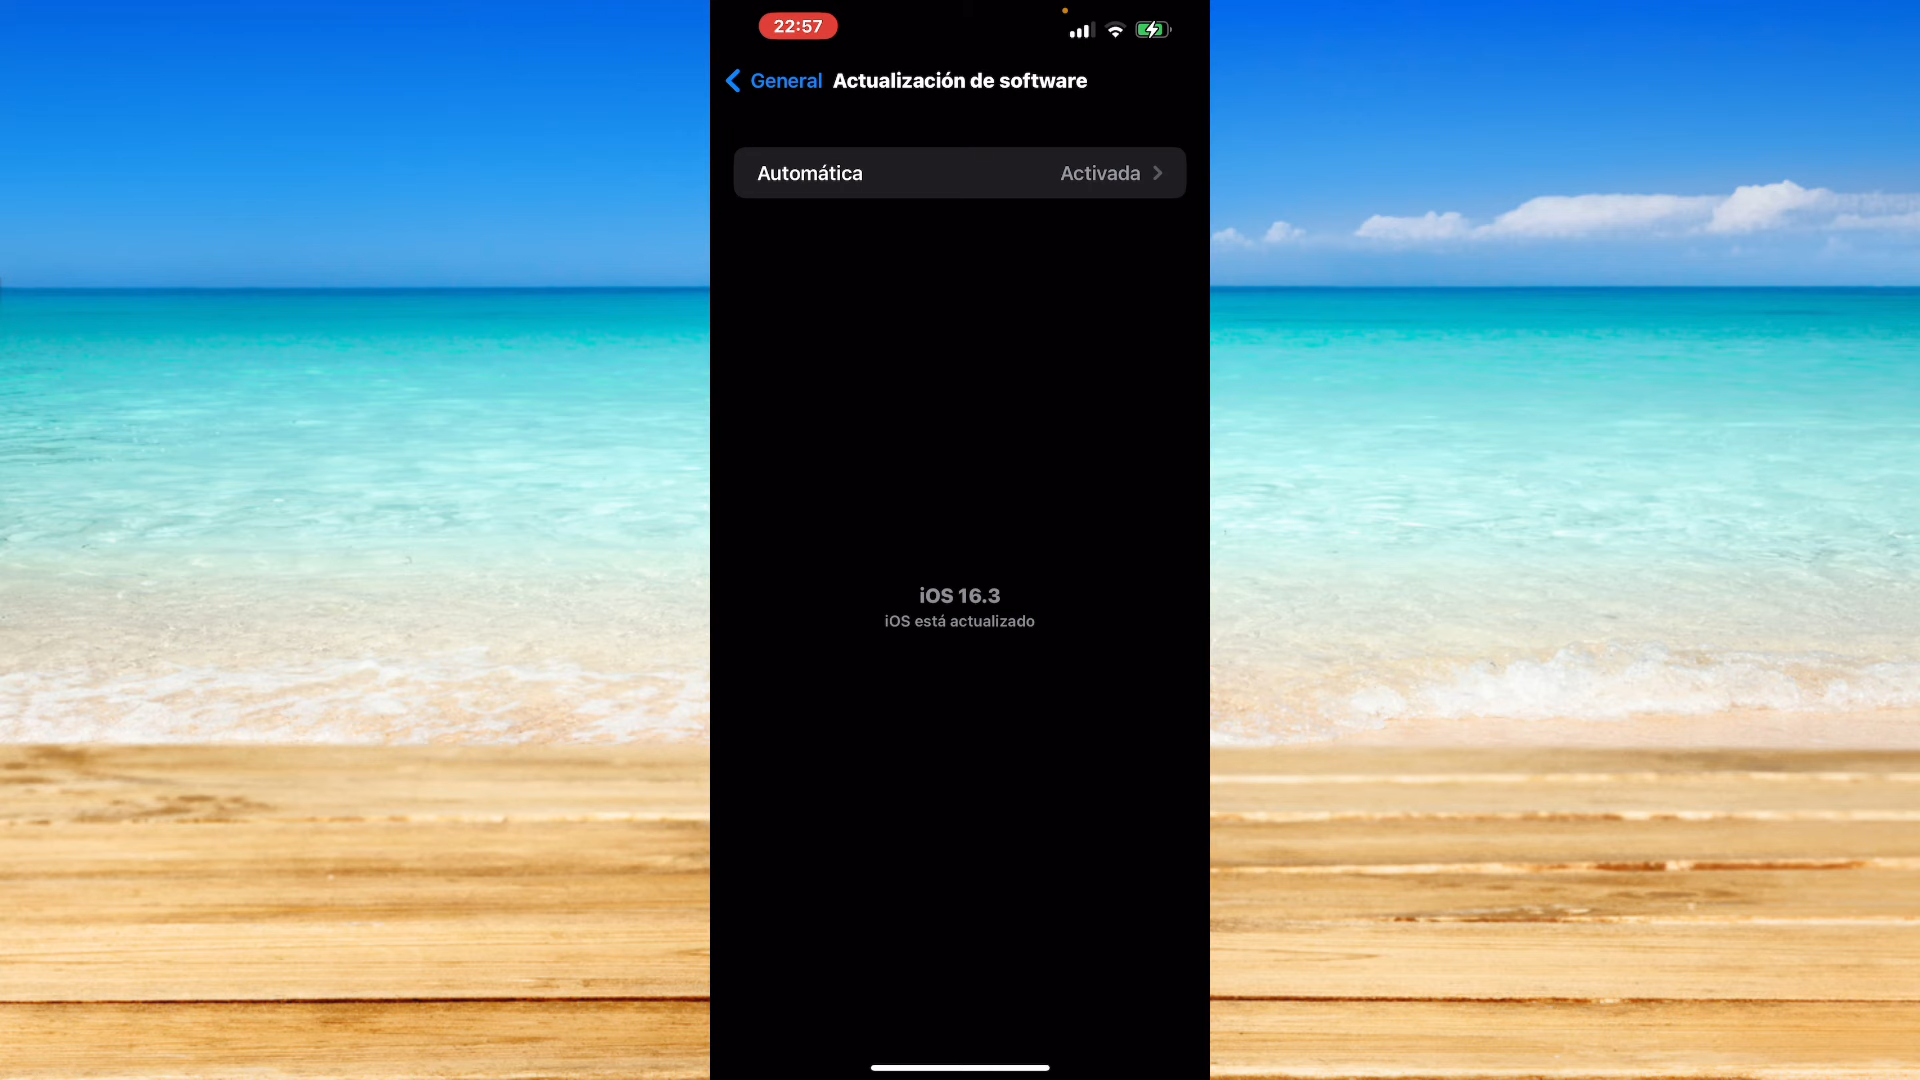 22:57
General Actualización de software
Automática Activada
iOS 16.3
iOS está actualizado